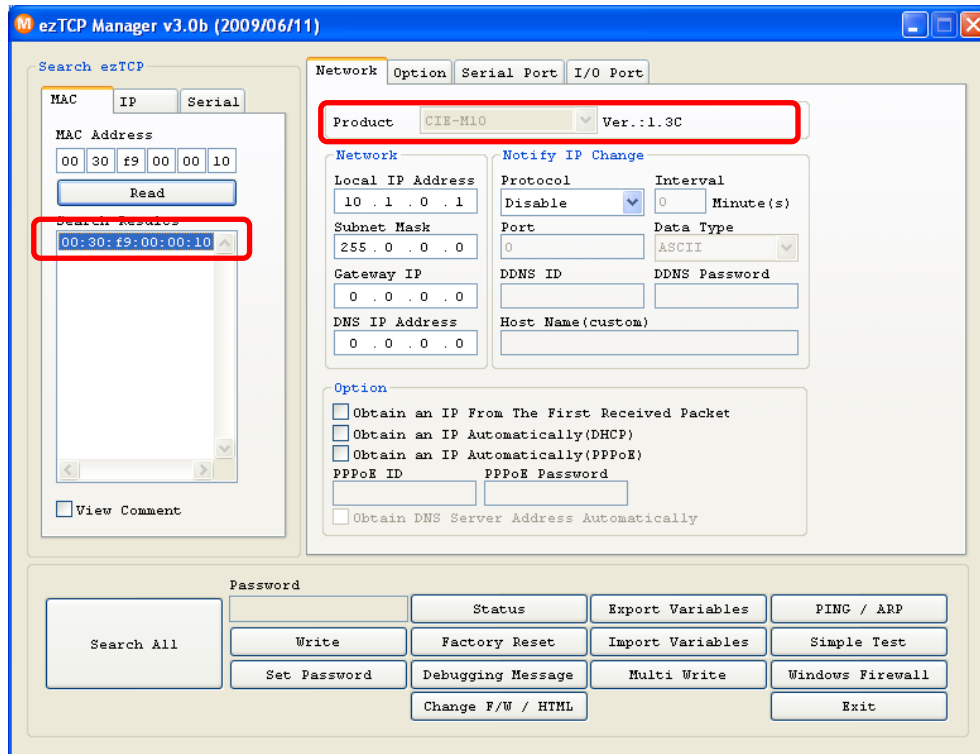 ezTCP Manager v3.0b (2009/06/11)
Search ezTCP
MAC
IP
Serial
MAC Address
00 30 f9 00 00 10
Read
Search Results
00:30:f9:00:00:10
View Comment
Network
Option
Serial Port
I/O Port
Product CIE-M10 Ver.:1.3C
Network
Local IP Address
10 . 1 . 0 . 1
Subnet Mask
255 . 0 . 0 . 0
Gateway IP
0 . 0 . 0 . 0
DNS IP Address
0 . 0 . 0 . 0
Notify IP Change
Protocol
Interval
Disable
0 Minute(s)
Port
Data Type
0
ASCII
DDNS ID
DDNS Password
Host Name(custom)
Option
Obtain an IP From The First Received Packet
Obtain an IP Automatically(DHCP)
Obtain an IP Automatically(PPPoE)
PPPoE ID
PPPoE Password
Obtain DNS Server Address Automatically
Password
Search All
Status
Export Variables
PING / ARP
Write
Factory Reset
Import Variables
Simple Test
Set Password
Debugging Message
Multi Write
Windows Firewall
Change F/W / HTML
Exit